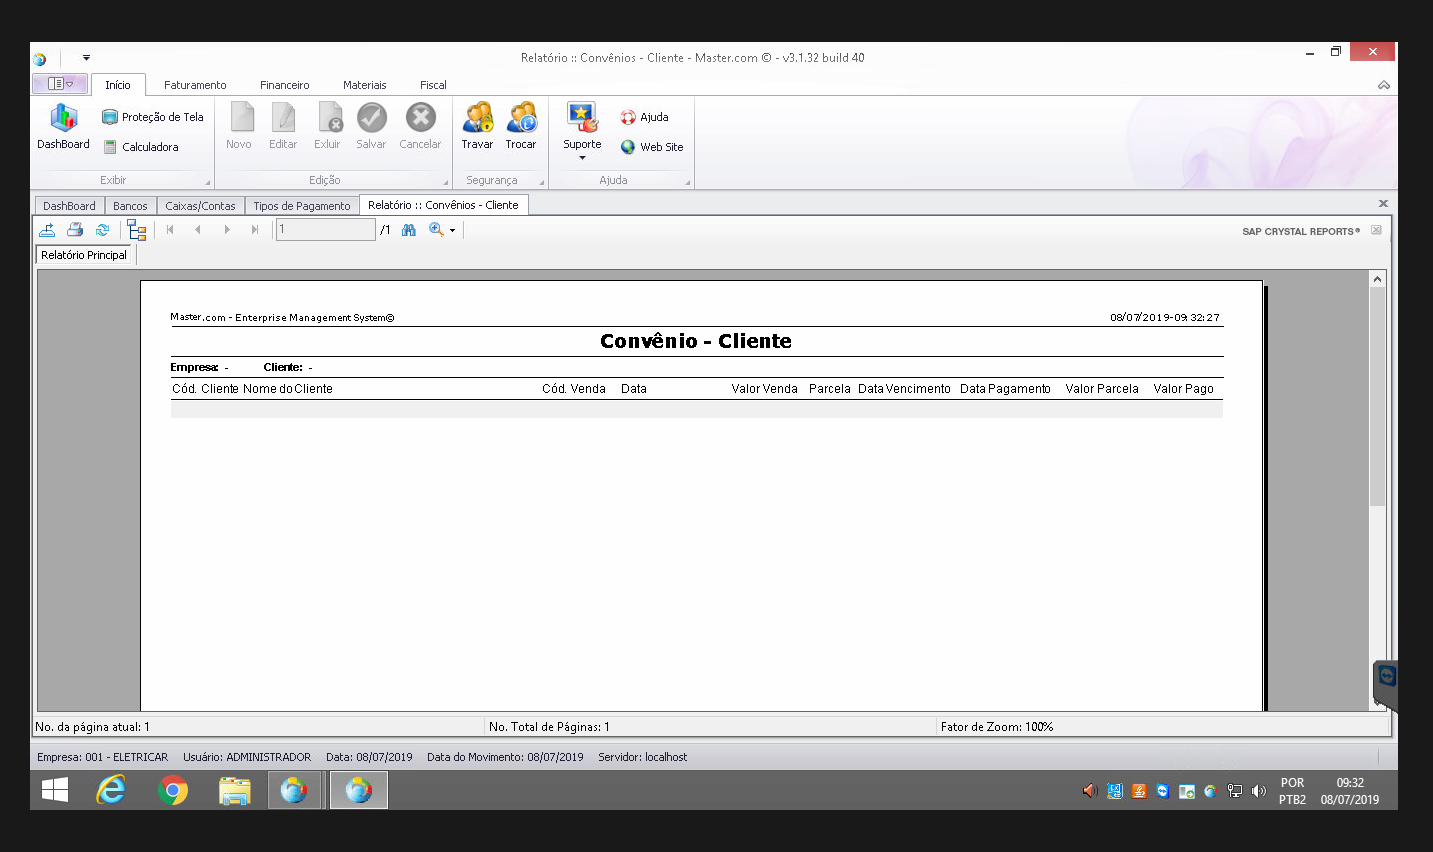 Relatório :: Convênios - Cliente - Master.com © - v3.1.32 build 40
Início Faturamento Financeiro Materiais Fiscal
DashBoard Proteção de Tela Calculadora Novo Editar Exluir Salvar Cancelar Travar Trocar Suporte Ajuda Web Site
Exibir Edição Segurança Ajuda
DashBoard Bancos Caixas/Contas Tipos de Pagamento Relatório :: Convênios - Cliente
1 /1 SAP CRYSTAL REPORTS®
Relatório Principal
Master.com - Enterprise Management System© 08/07/2019-09:32:27
Convênio - Cliente
Empresa: - Cliente: -
Cód. Cliente Nome do Cliente Cód. Venda Data Valor Venda Parcela Data Vencimento Data Pagamento Valor Parcela Valor Pago
No. da página atual: 1 No. Total de Páginas: 1 Fator de Zoom: 100%
Empresa: 001 - ELETRICAR Usuário: ADMINISTRADOR Data: 08/07/2019 Data do Movimento: 08/07/2019 Servidor: localhost
POR 09:32
PTB2 08/07/2019